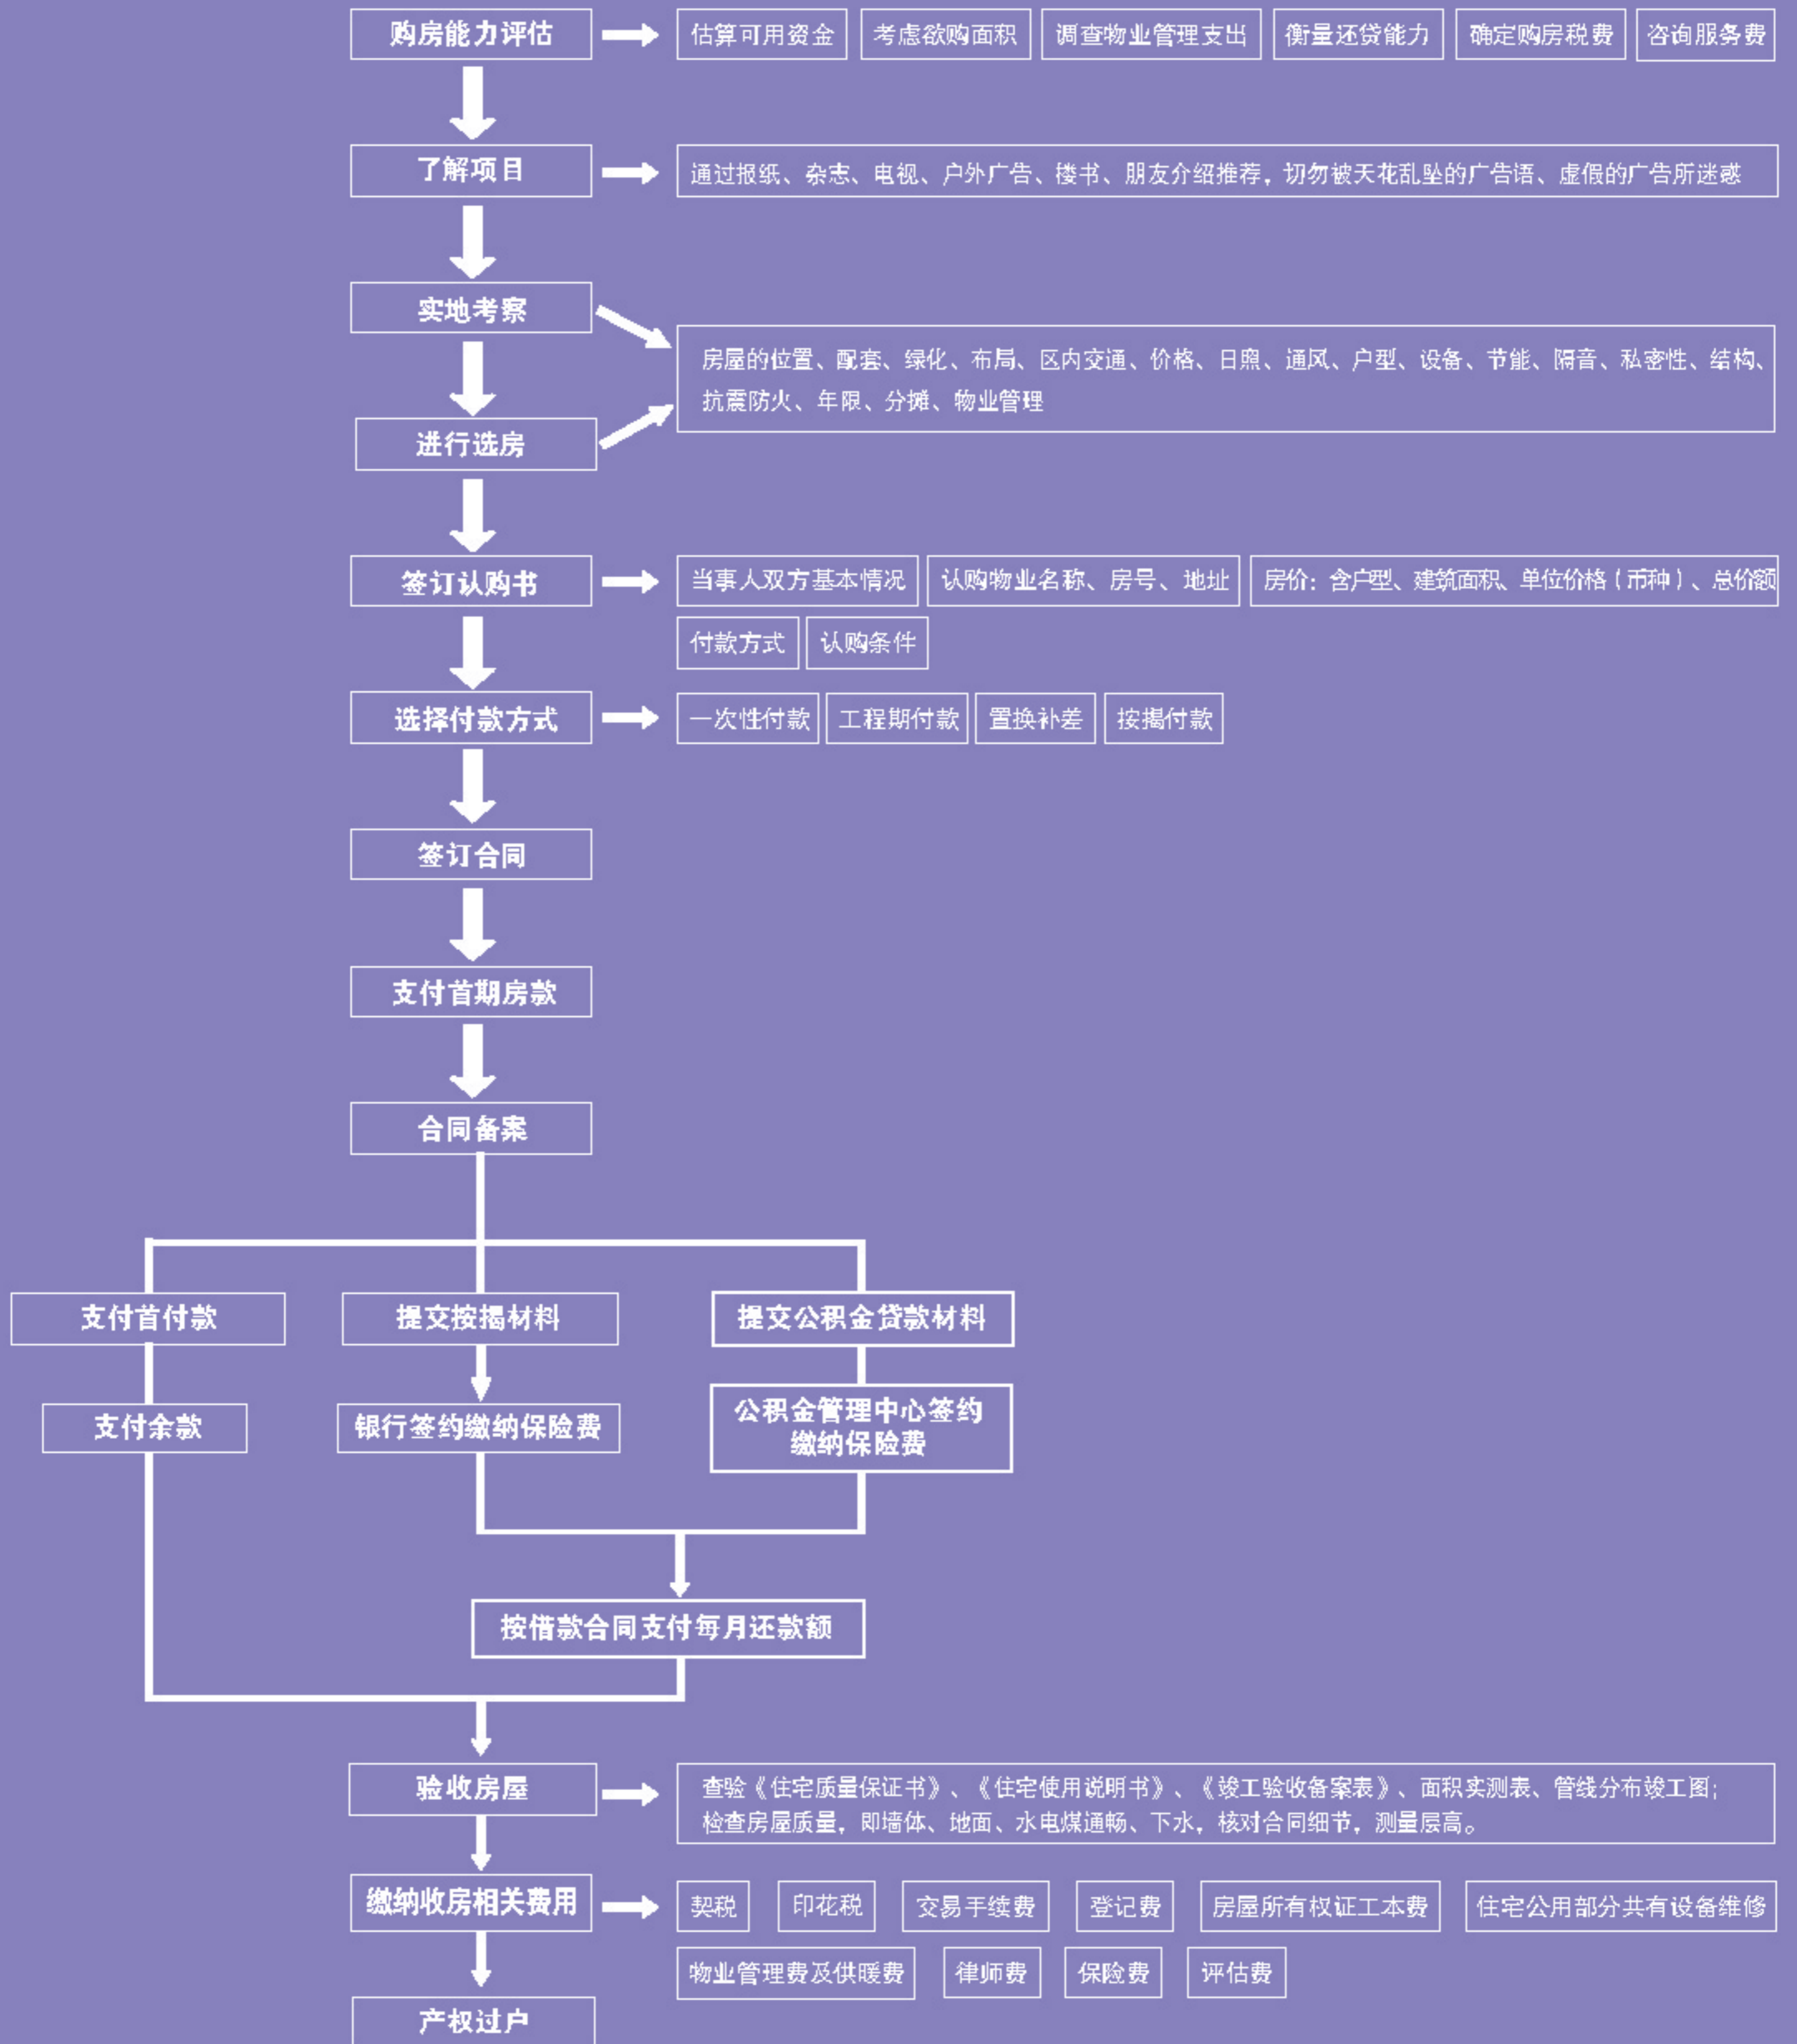 购房能力评估
估算可用资金
考虑欲购面积
调查物业管理支出
衡量还贷能力
确定购房税费
咨询服务费
了解项目
通过报纸、杂志、电视、户外广告、楼书、朋友介绍推荐，切勿被天花乱坠的广告语、虚假的广告所迷惑
实地考察
房屋的位置、配套、绿化、布局、区内交通、价格、日照、通风、户型、设备、节能、隔音、私密性、结构、
抗震防火、年限、分摊、物业管理
进行选房
签订认购书
当事人双方基本情况
认购物业名称、房号、地址
房价：含户型、建筑面积、单位价格（币种）、总价额
付款方式
认购条件
选择付款方式
一次性付款
工程期付款
置换补差
按揭付款
签订合同
支付首期房款
合同备案
支付首付款
提交按揭材料
提交公积金贷款材料
支付余款
银行签约缴纳保险费
公积金管理中心签约
缴纳保险费
按借款合同支付每月还款额
验收房屋
查验《住宅质量保证书》、《住宅使用说明书》、《竣工验收备案表》、面积实测表、管线分布竣工图；
检查房屋质量，即墙体、地面、水电煤通畅、下水，核对合同细节，测量层高。
缴纳收房相关费用
契税
印花税
交易手续费
登记费
房屋所有权证工本费
住宅公用部分共有设备维修
物业管理费及供暖费
律师费
保险费
评估费
产权过户